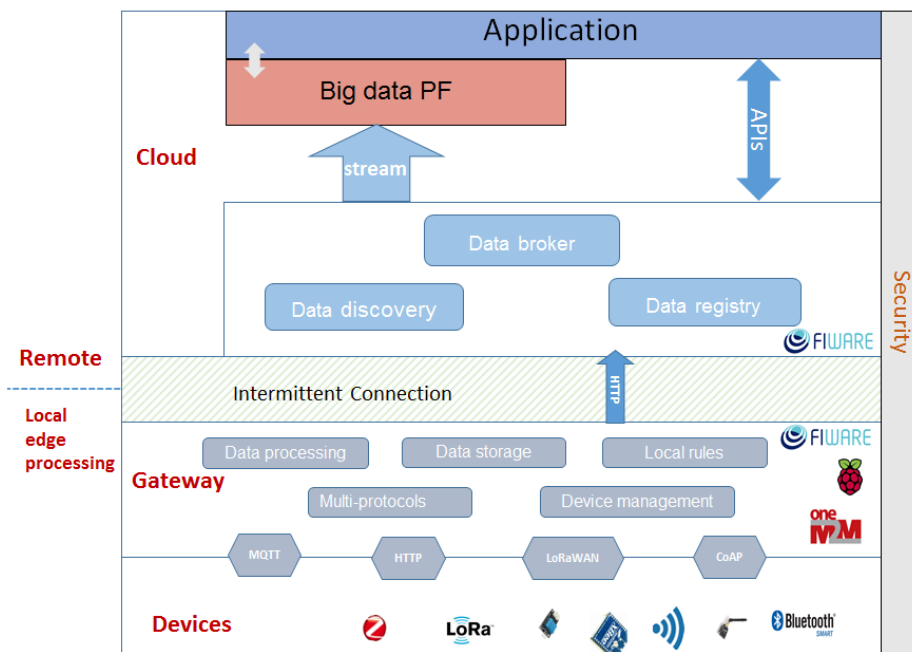 Application
Big data PF
APIs
stream
Cloud
Data broker
Data discovery
Data registry
Security
FIWARE
Remote
HTTP
Intermittent Connection
Local
edge
processing
FIWARE
Data processing
Data storage
Local rules
Gateway
Multi-protocols
Device management
one
M2M
MQTT
HTTP
LoRaWAN
CoAP
Devices
LoRa
Bluetooth
SMART